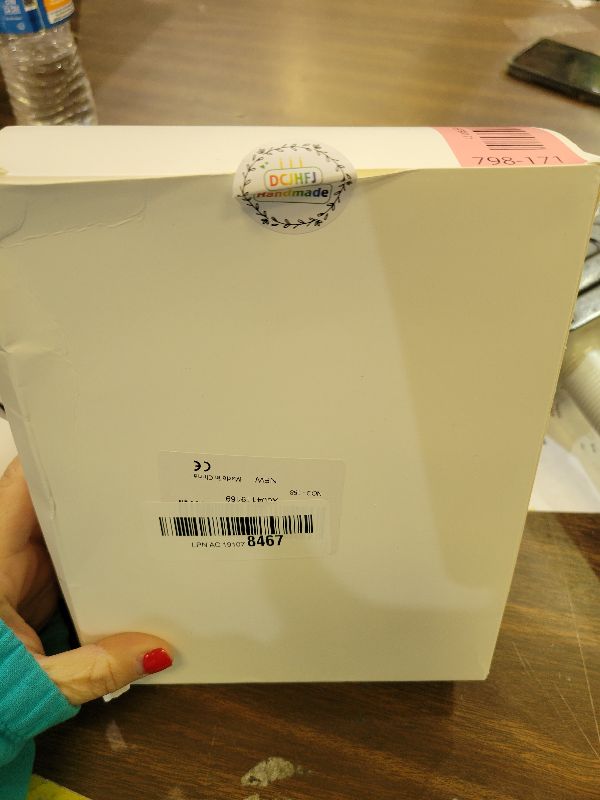 798-171
DCJHFJ
Handmade
CE
Made in China
NEW
LPN AC 19107 8467